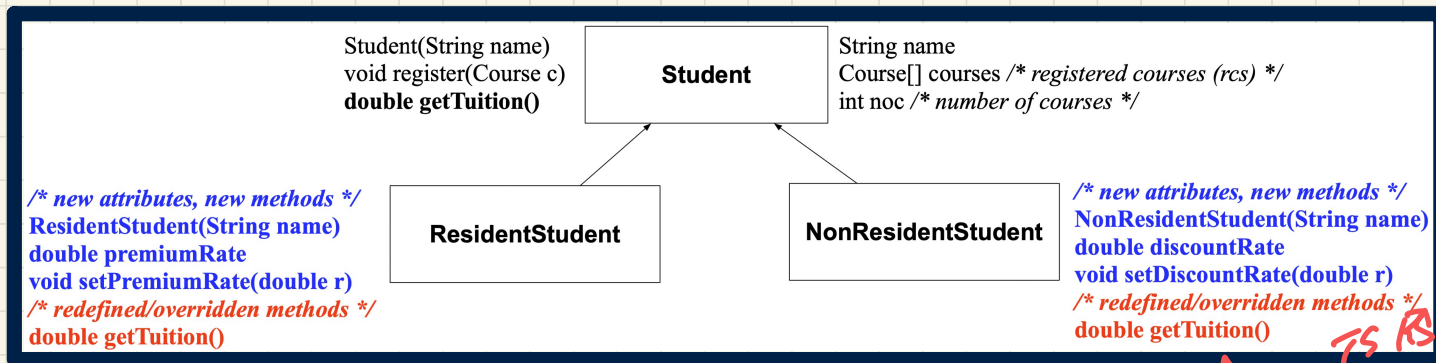 Student(String name)
void register(Course c)
double getTuition()
Student
String name
Course[] courses /* registered courses (rcs) */
int noc /* number of courses */
/* new attributes, new methods */
ResidentStudent(String name)
double premiumRate
void setPremiumRate(double r)
/* redefined/overridden methods */
double getTuition()
ResidentStudent
NonResidentStudent
/* new attributes, new methods */
NonResidentStudent(String name)
double discountRate
void setDiscountRate(double r)
/* redefined/overridden methods */
double getTuition()